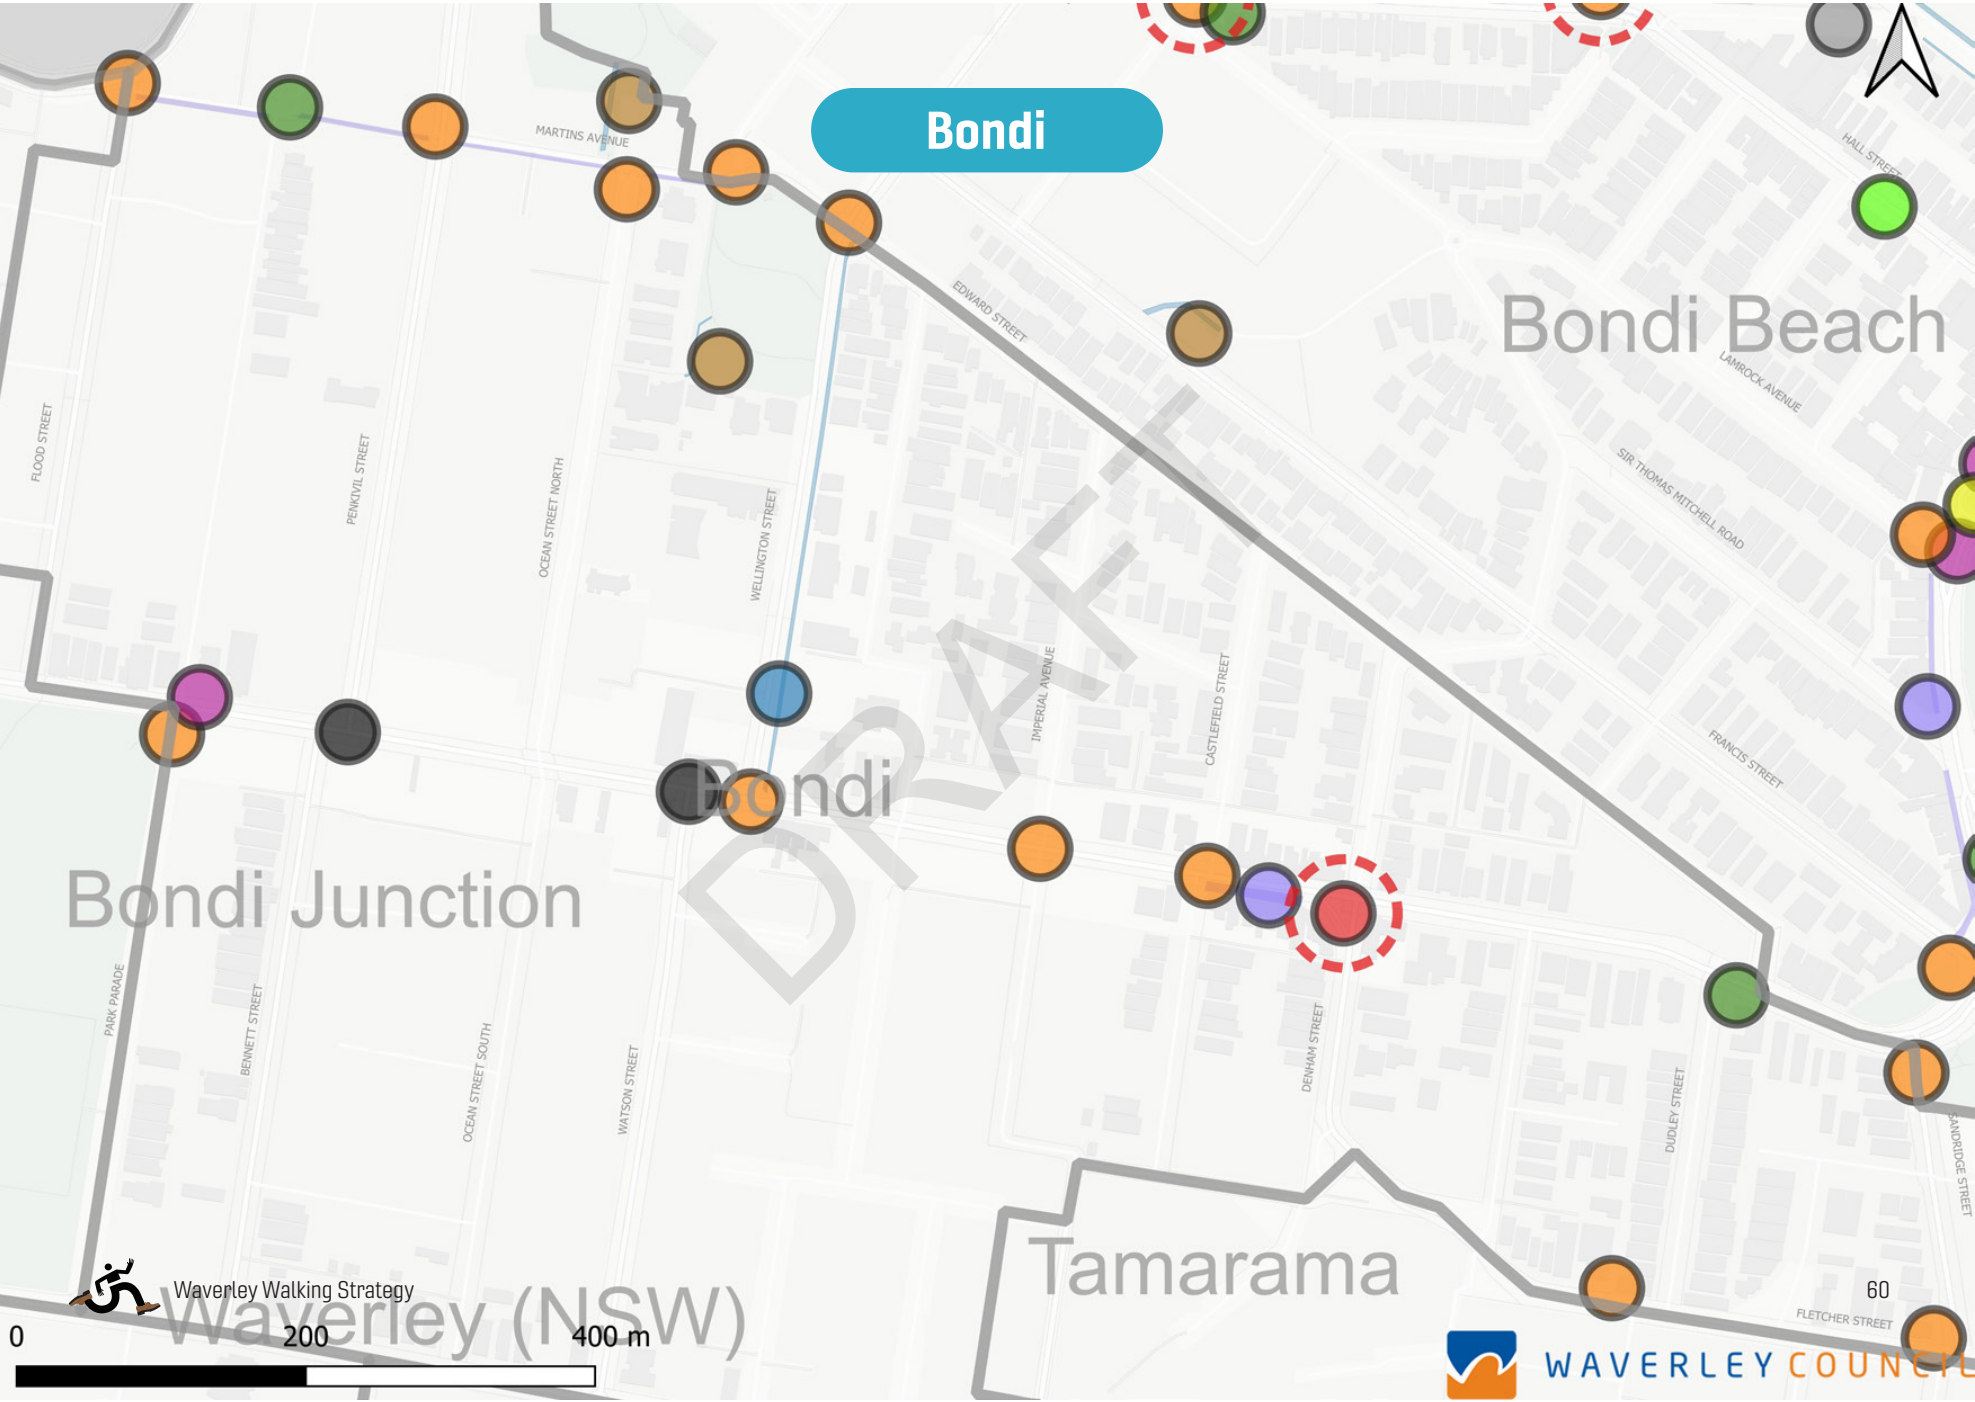 Bondi
MARTINS AVENUE
HALL STREET
EDWARD STREET
Bondi Beach
LAMROCK AVENUE
FLOOD STREET
PENKIVIL STREET
OCEAN STREET NORTH
WELLINGTON STREET
SIR THOMAS MITCHELL ROAD
DRAFT
IMPERIAL AVENUE
CASTLEFIELD STREET
FRANCIS STREET
Bondi
Bondi Junction
PARK PARADE
BENNETT STREET
OCEAN STREET SOUTH
WATSON STREET
DENHAM STREET
DUDLEY STREET
SANDRIDGE STREET
Tamarama
Waverley Walking Strategy
60
Waverley (NSW)
FLETCHER STREET
0 200 400 m
WAVERLEY COUNCIL